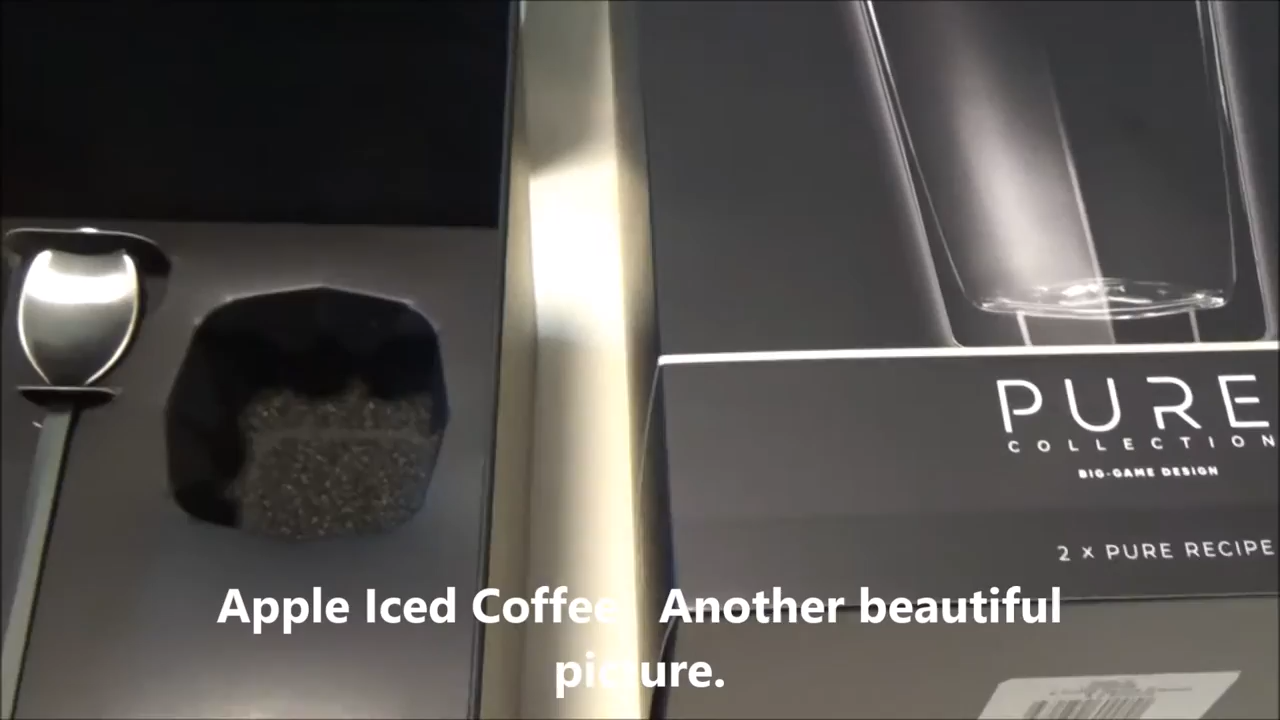 PURE
COLLECTION
BIG-GAME DESIGN
2 X PURE RECIPE
Apple Iced Coffee Another beautiful
picture.